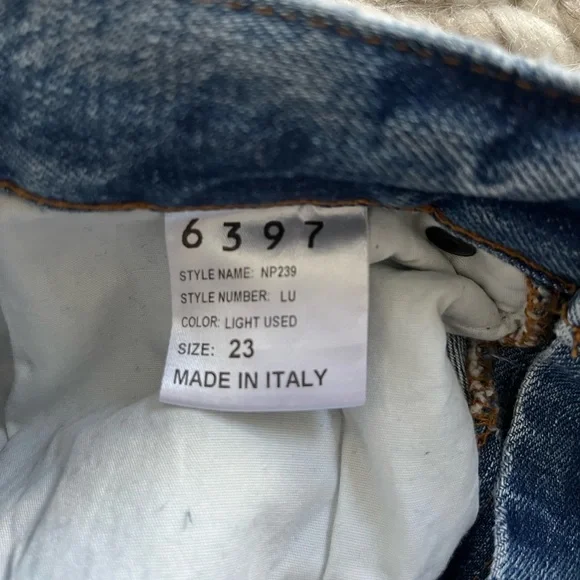 6397
STYLE NAME: NP239
STYLE NUMBER: LU
COLOR: LIGHT USED
SIZE: 23
MADE IN ITALY